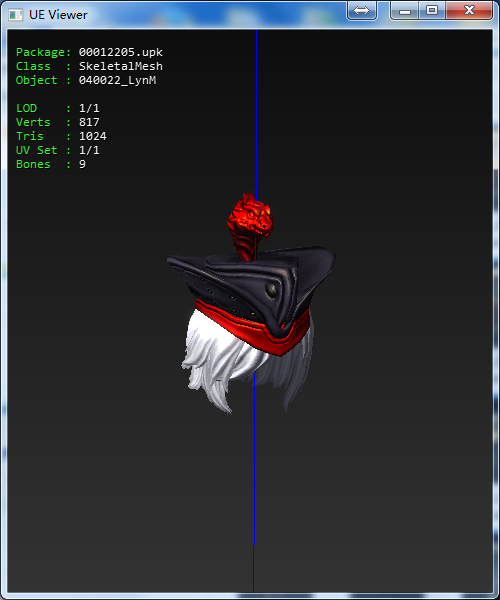 UE Viewer
Package: 00012205.upk
Class : SkeletalMesh
Object : 040022_LynM
LOD : 1/1
Verts : 817
Tris : 1024
UV Set : 1/1
Bones : 9